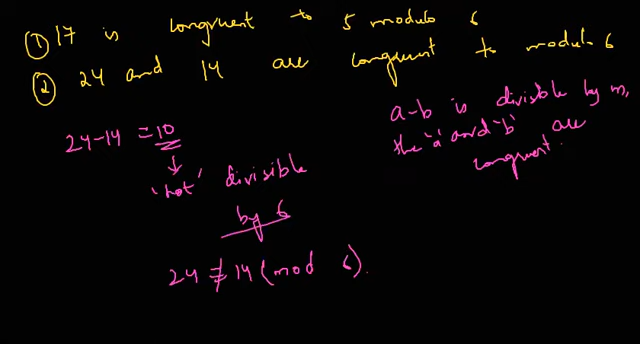 ① 17 is congruent to 5 modulo 6
② 24 and 14 are congruent to modulo 6
a-b is divisible by m,
the 'a' and 'b' are
congruent.
24-14 = 10
↓
'not' divisible
by 6
24 ≢ 14 (mod 6).